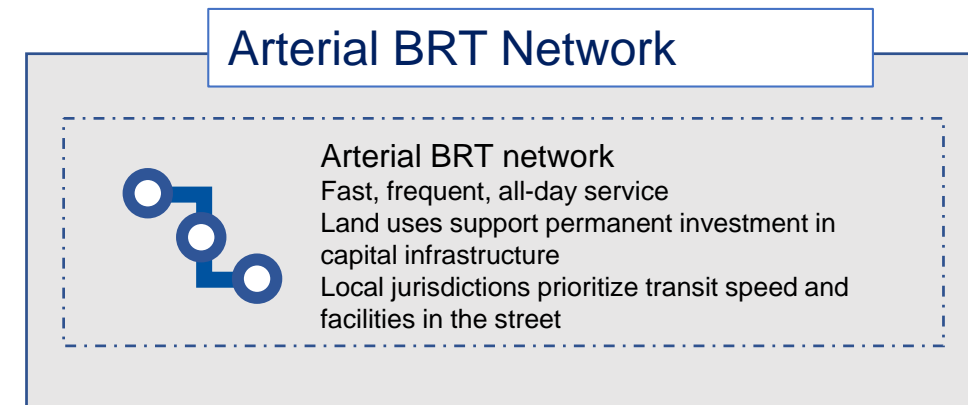 Arterial BRT Network
Arterial BRT network
Fast, frequent, all-day service
Land uses support permanent investment in
capital infrastructure
Local jurisdictions prioritize transit speed and
facilities in the street